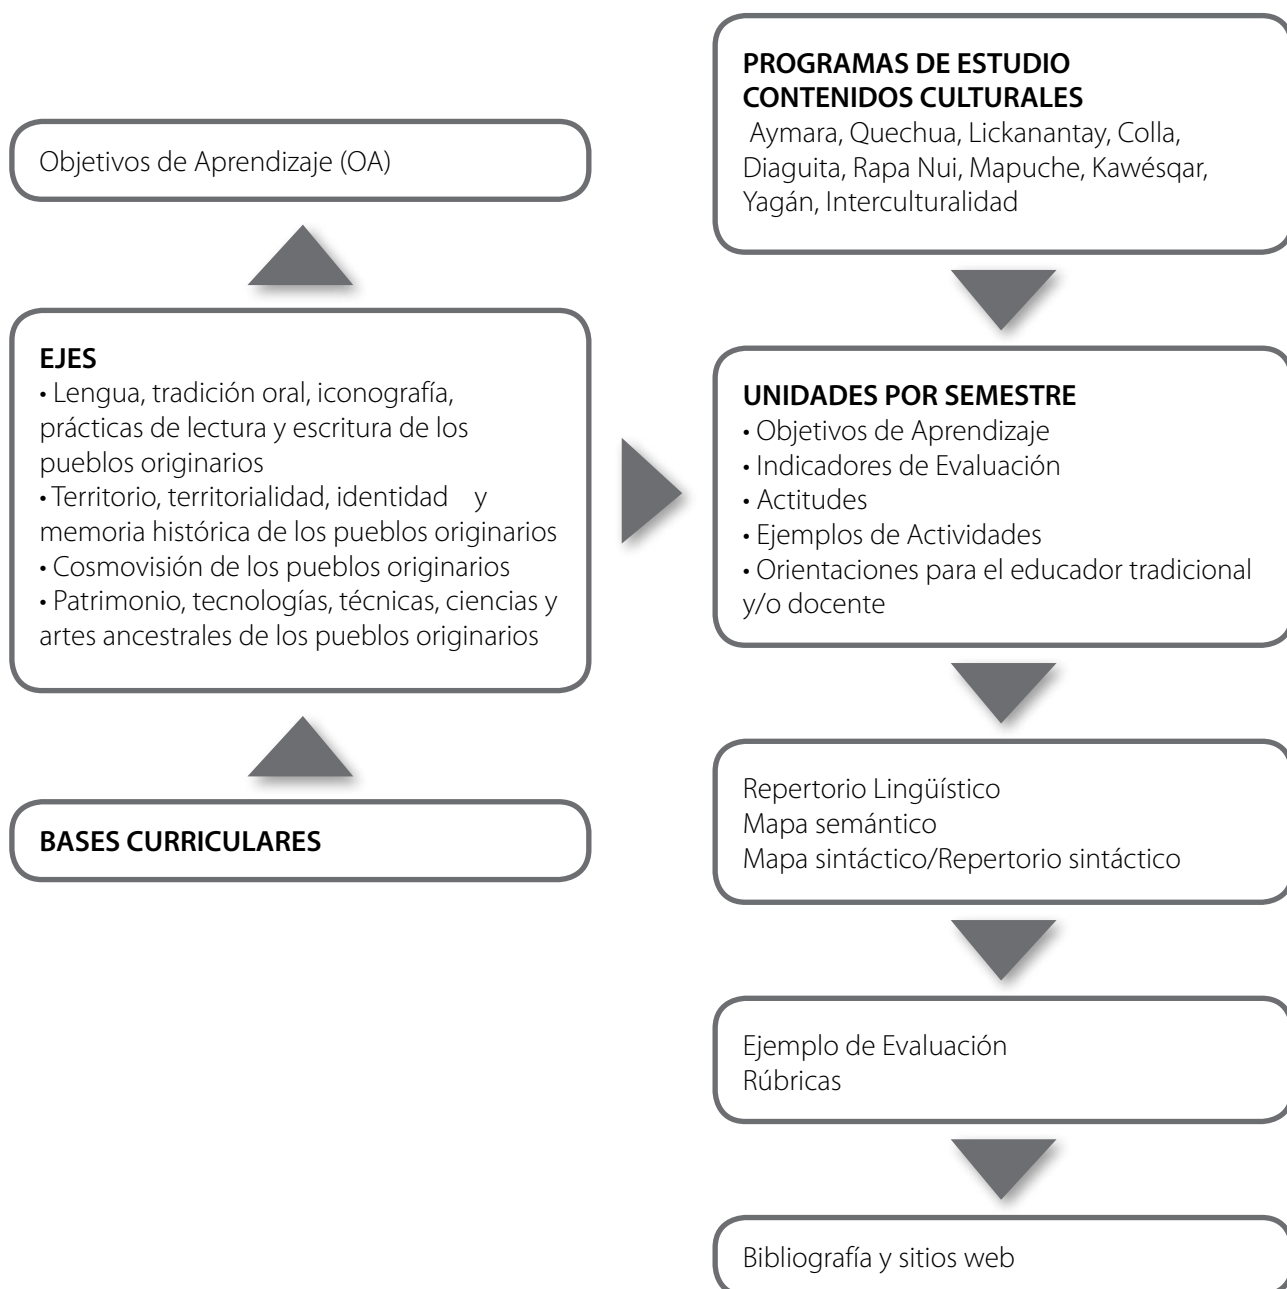 Objetivos de Aprendizaje (OA)
EJES
• Lengua, tradición oral, iconografía,
prácticas de lectura y escritura de los
pueblos originarios
• Territorio, territorialidad, identidad y
memoria histórica de los pueblos originarios
• Cosmovisión de los pueblos originarios
• Patrimonio, tecnologías, técnicas, ciencias y
artes ancestrales de los pueblos originarios
BASES CURRICULARES
PROGRAMAS DE ESTUDIO
CONTENIDOS CULTURALES
Aymara, Quechua, Lickanantay, Colla,
Diaguita, Rapa Nui, Mapuche, Kawésqar,
Yagán, Interculturalidad
UNIDADES POR SEMESTRE
• Objetivos de Aprendizaje
• Indicadores de Evaluación
• Actitudes
• Ejemplos de Actividades
• Orientaciones para el educador tradicional
y/o docente
Repertorio Lingüístico
Mapa semántico
Mapa sintáctico/Repertorio sintáctico
Ejemplo de Evaluación
Rúbricas
Bibliografía y sitios web